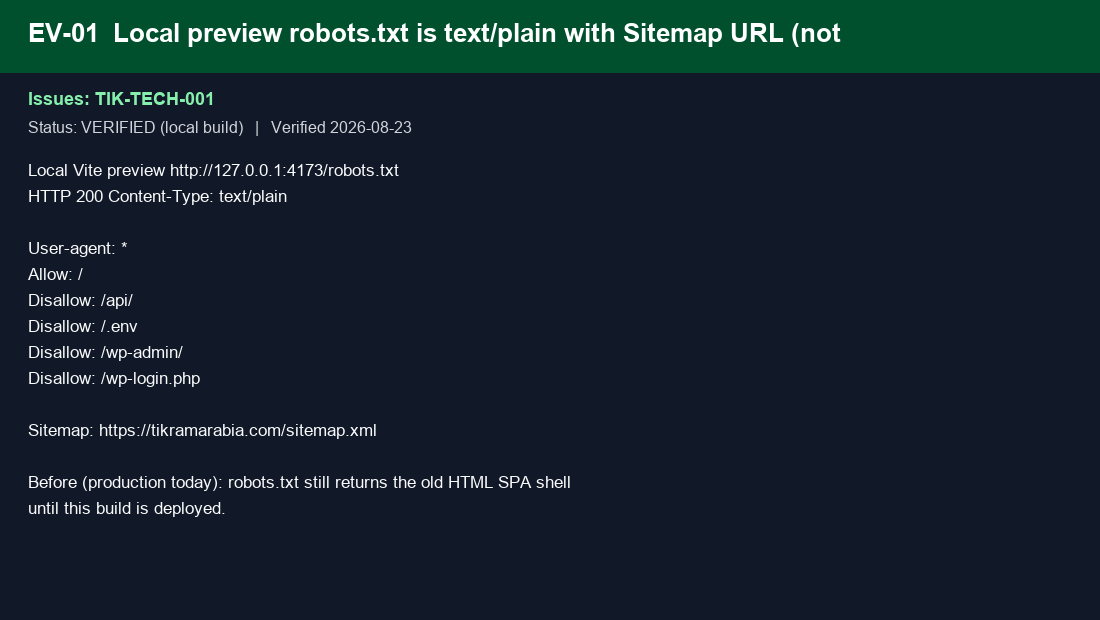 EV-01  Local preview robots.txt is text/plain with Sitemap URL (not
Issues: TIK-TECH-001
Status: VERIFIED (local build)  |  Verified 2026-08-23
Local Vite preview http://127.0.0.1:4173/robots.txt
HTTP 200 Content-Type: text/plain
User-agent: *
Allow: /
Disallow: /api/
Disallow: /.env
Disallow: /wp-admin/
Disallow: /wp-login.php
Sitemap: https://tikramarabia.com/sitemap.xml
Before (production today): robots.txt still returns the old HTML SPA shell
until this build is deployed.